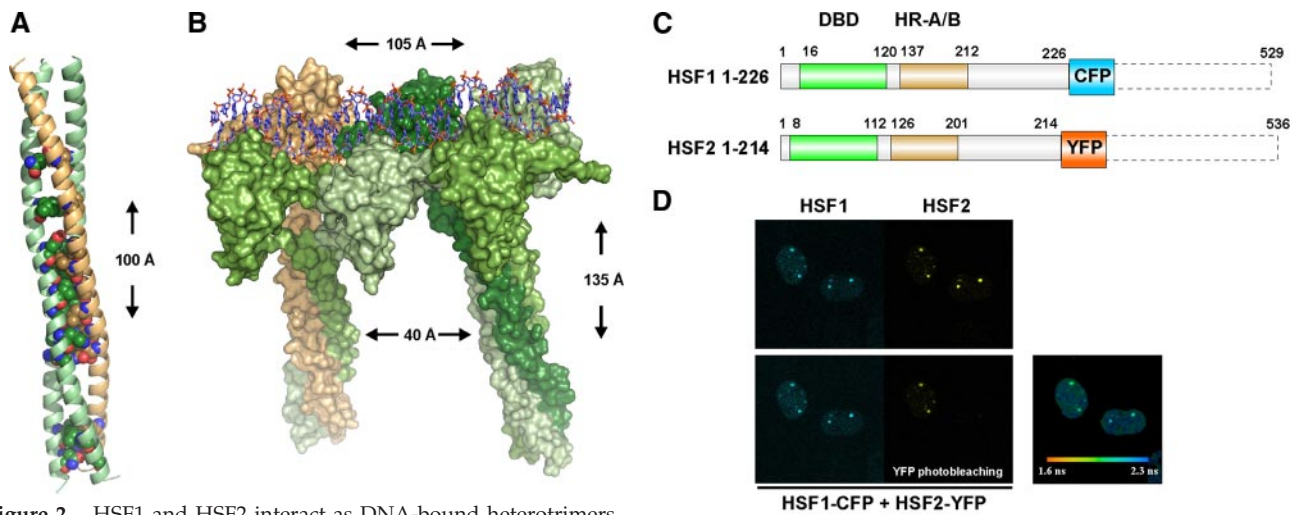 A
B
105 Å
100 Å
135 Å
40 Å
C
DBD HR-A/B
1 16 120 137 212 226 529
HSF1 1-226 CFP
1 8 112 126 201 214 536
HSF2 1-214 YFP
D
HSF1 HSF2
YFP photobleaching
1.6 ns 2.3 ns
HSF1-CFP + HSF2-YFP
gure 2. HSF1 and HSF2 interact as DNA-bound heterotrimers